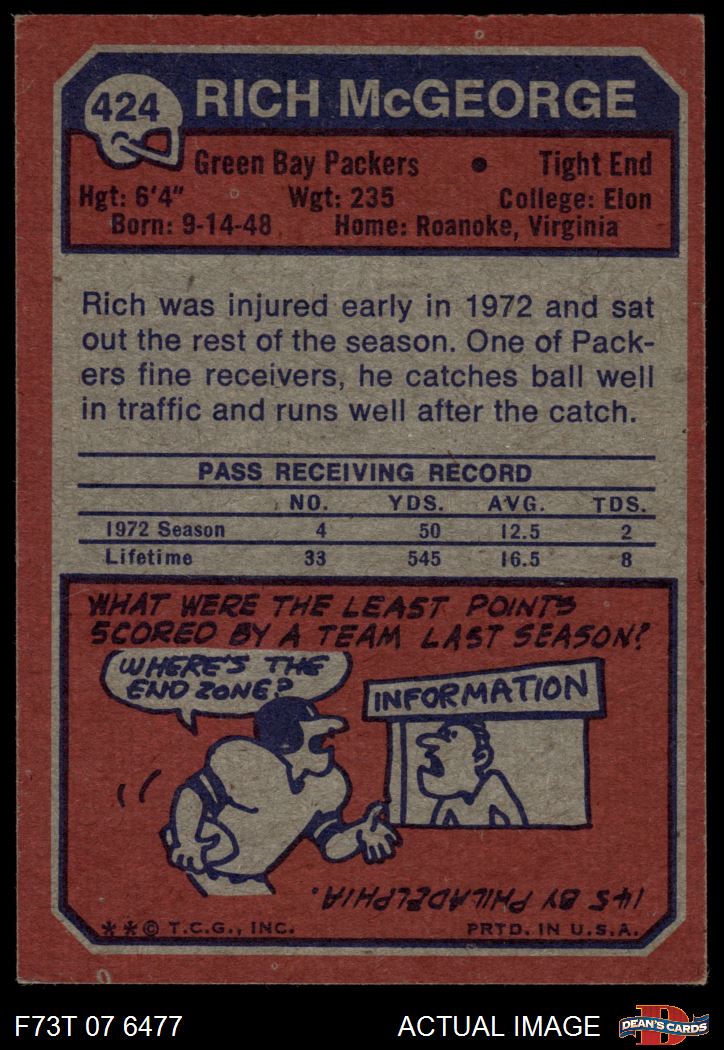 424
RICH McGEORGE
Green Bay Packers • Tight End
Hgt: 6'4" Wgt: 235 College: Elon
Born: 9-14-48 Home: Roanoke, Virginia
Rich was injured early in 1972 and sat
out the rest of the season. One of Pack-
ers fine receivers, he catches ball well
in traffic and runs well after the catch.
PASS RECEIVING RECORD
NO. YDS. AVG. TDS.
1972 Season 4 50 12.5 2
Lifetime 33 545 16.5 8
WHAT WERE THE LEAST POINTS
SCORED BY A TEAM LAST SEASON?
WHERE'S THE
END ZONE?
INFORMATION
145 BY PHILADELPHIA.
**© T.C.G., INC. PRTD. IN U.S.A.
F73T 07 6477 ACTUAL IMAGE
D
DEAN'S CARDS